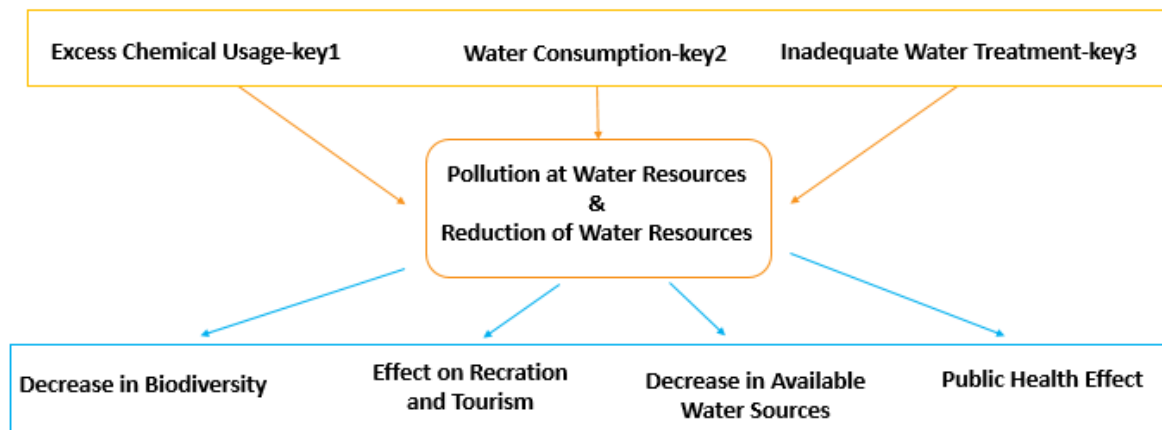 Excess Chemical Usage-key1
Water Consumption-key2
Inadequate Water Treatment-key3
Pollution at Water Resources
&
Reduction of Water Resources
Decrease in Biodiversity
Effect on Recration
and Tourism
Decrease in Available
Water Sources
Public Health Effect